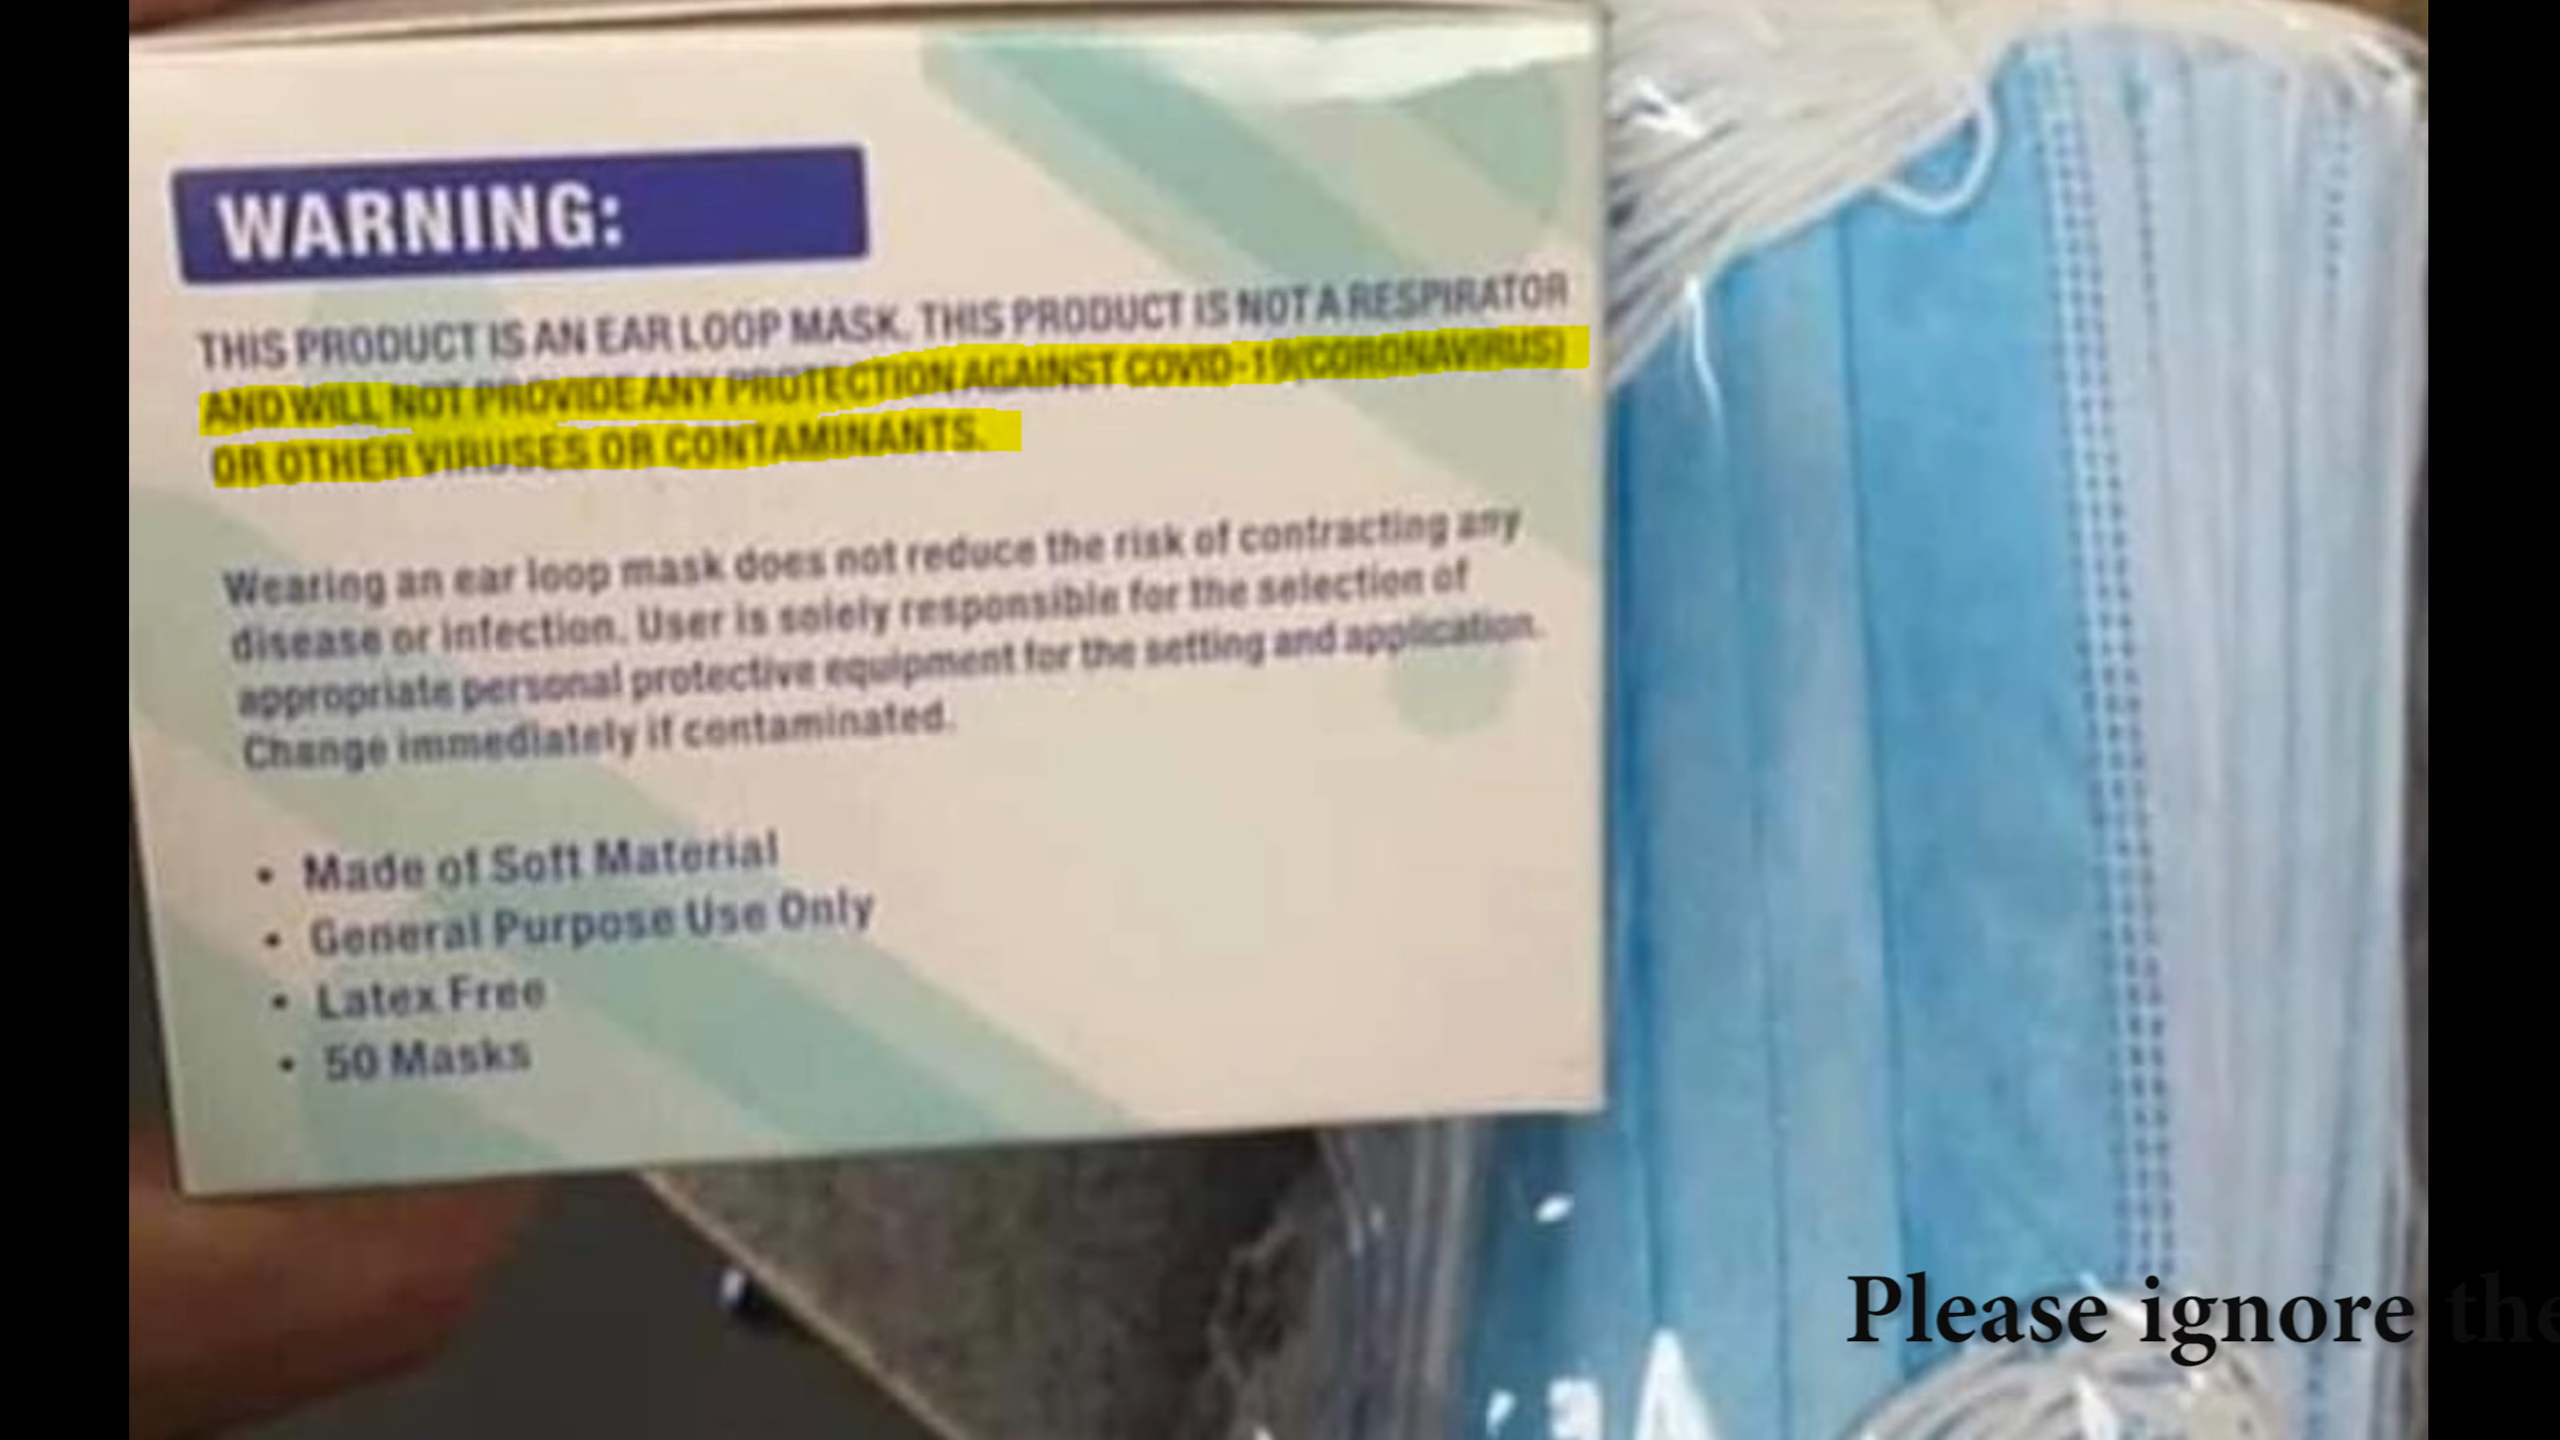 WARNING:
THIS PRODUCT IS AN EAR LOOP MASK. THIS PRODUCT IS NOT A RESPIRATOR
AND WILL NOT PROVIDE ANY PROTECTION AGAINST COVID-19(CORONAVIRUS)
OR OTHER VIRUSES OR CONTAMINANTS.
Wearing an ear loop mask does not reduce the risk of contracting any
disease or infection. User is solely responsible for the selection of
appropriate personal protective equipment for the setting and application.
Change immediately if contaminated.
• Made of Soft Material
• General Purpose Use Only
• Latex Free
• 50 Masks
Please ignore the